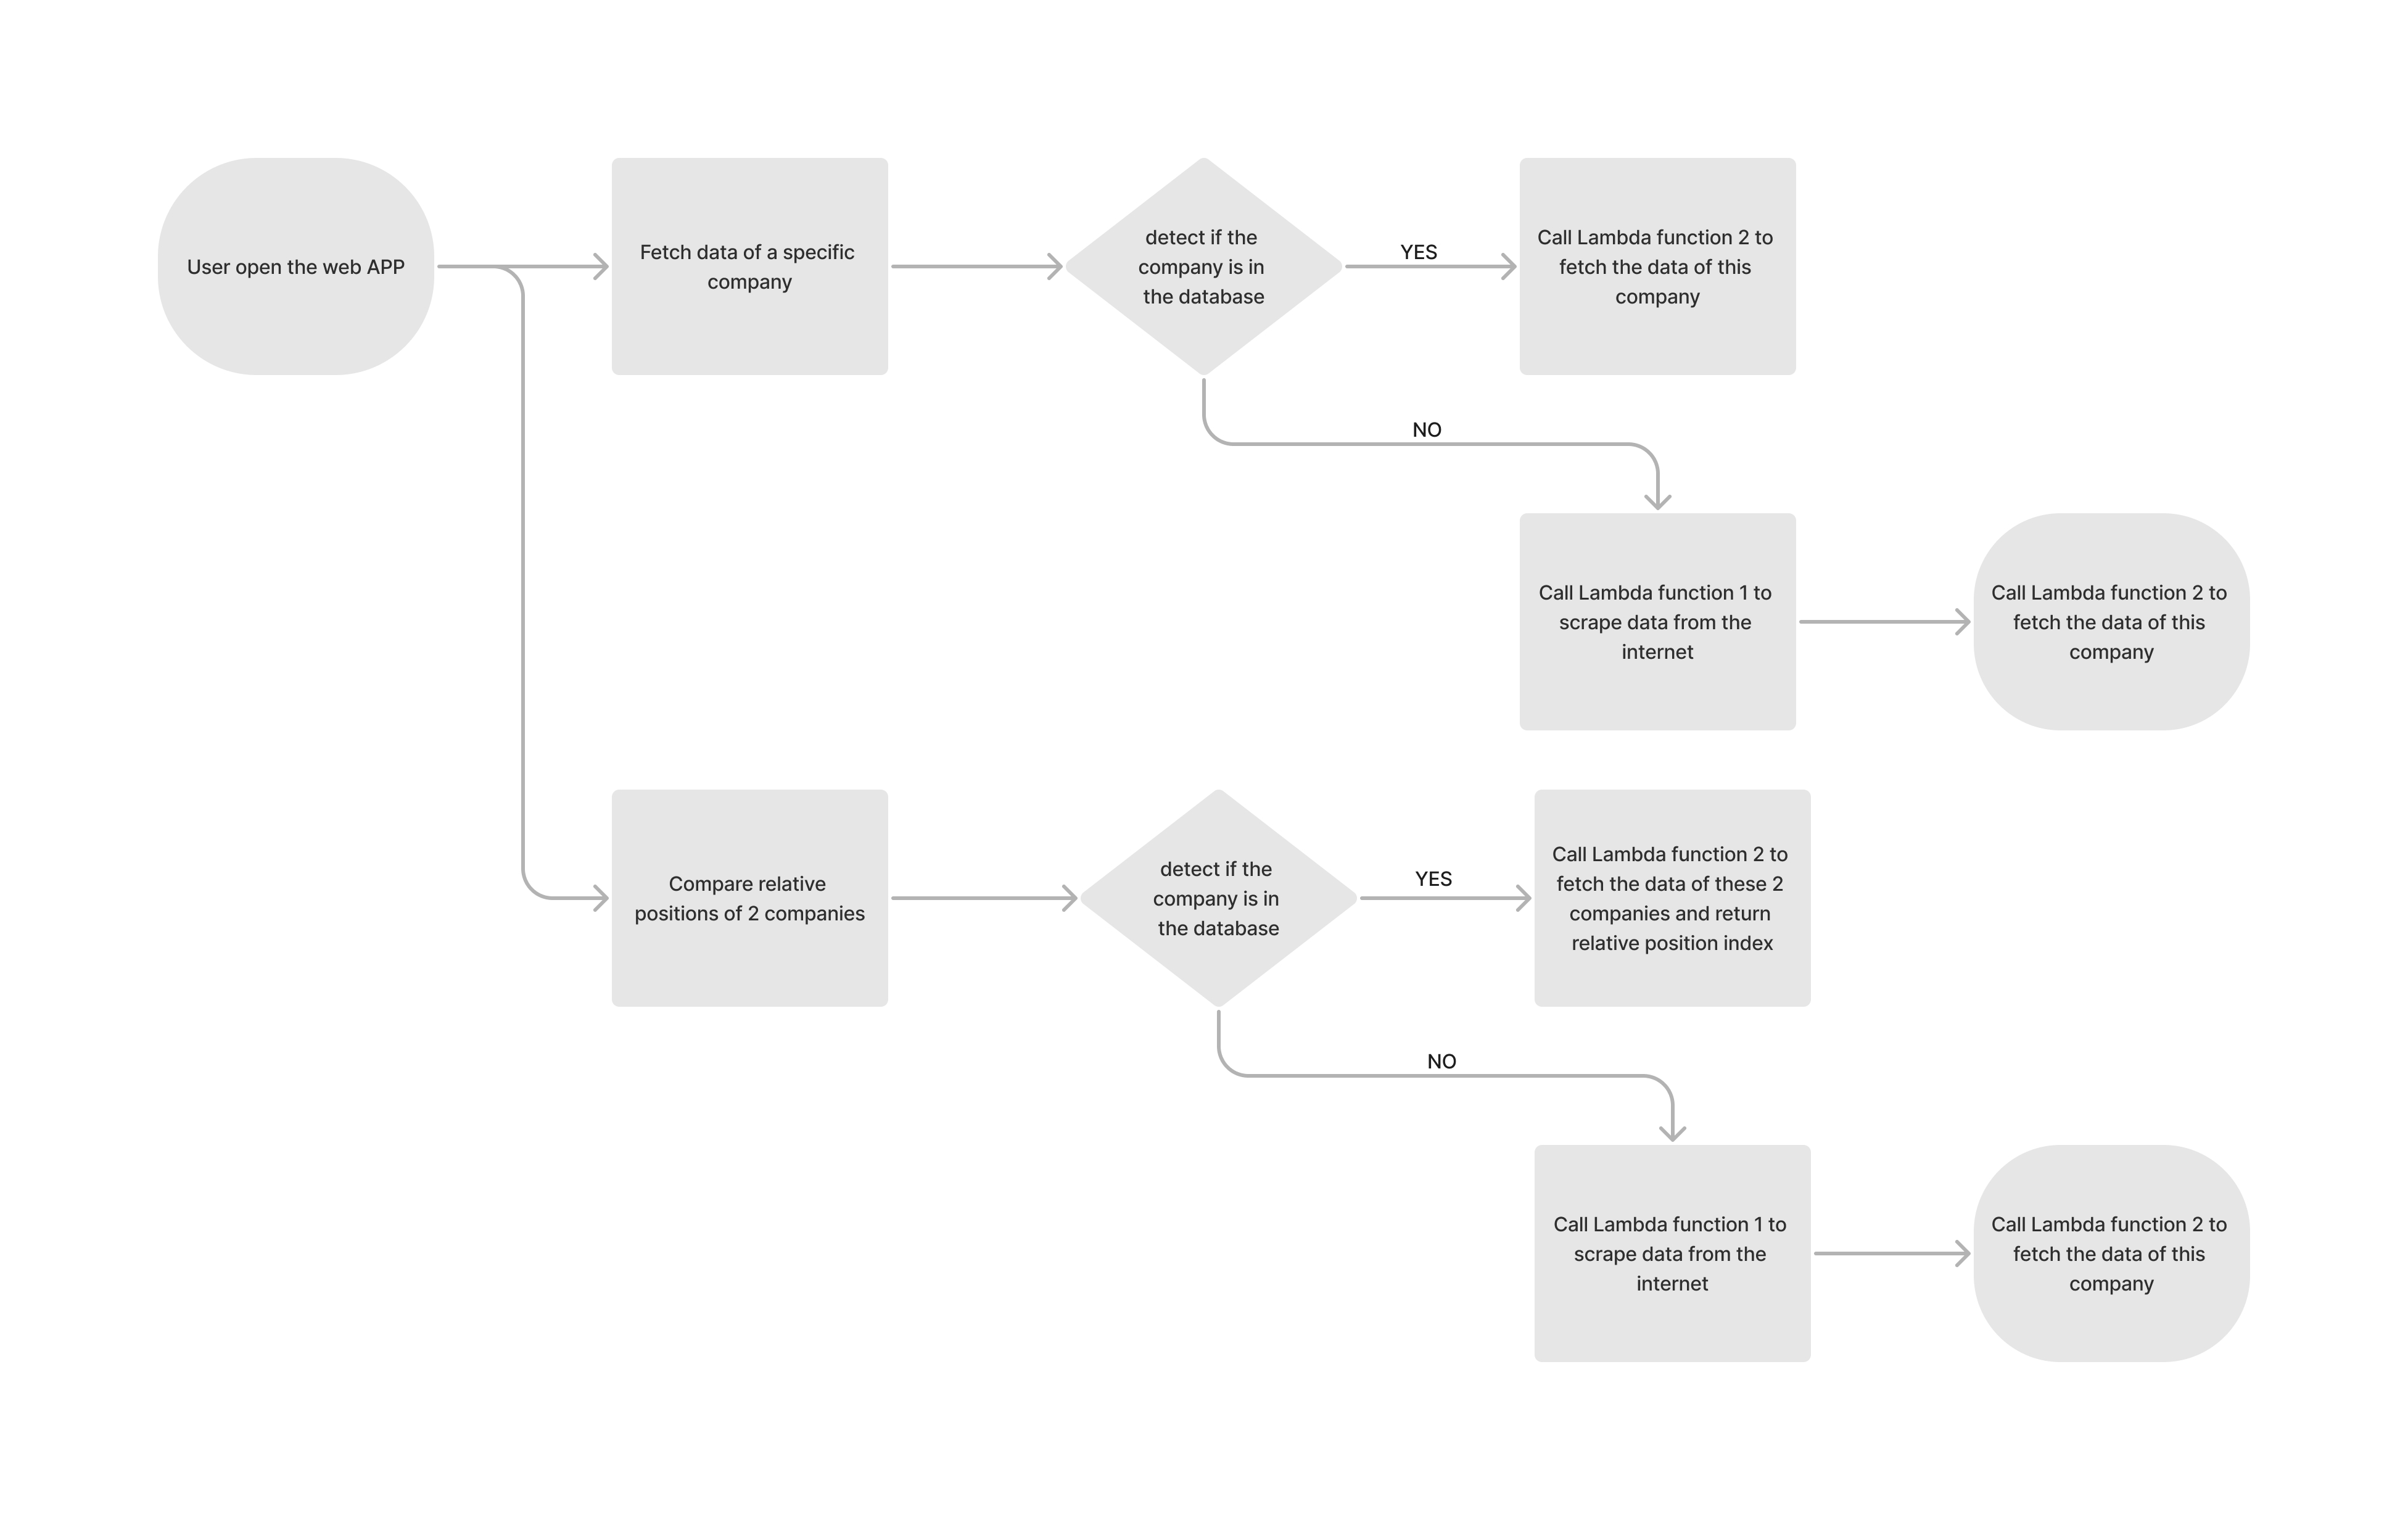 User open the web APP
Fetch data of a specific
company
detect if the
company is in
the database
YES
Call Lambda function 2 to
fetch the data of this
company
NO
Call Lambda function 1 to
scrape data from the
internet
Call Lambda function 2 to
fetch the data of this
company
Compare relative
positions of 2 companies
detect if the
company is in
the database
YES
Call Lambda function 2 to
fetch the data of these 2
companies and return
relative position index
NO
Call Lambda function 1 to
scrape data from the
internet
Call Lambda function 2 to
fetch the data of this
company